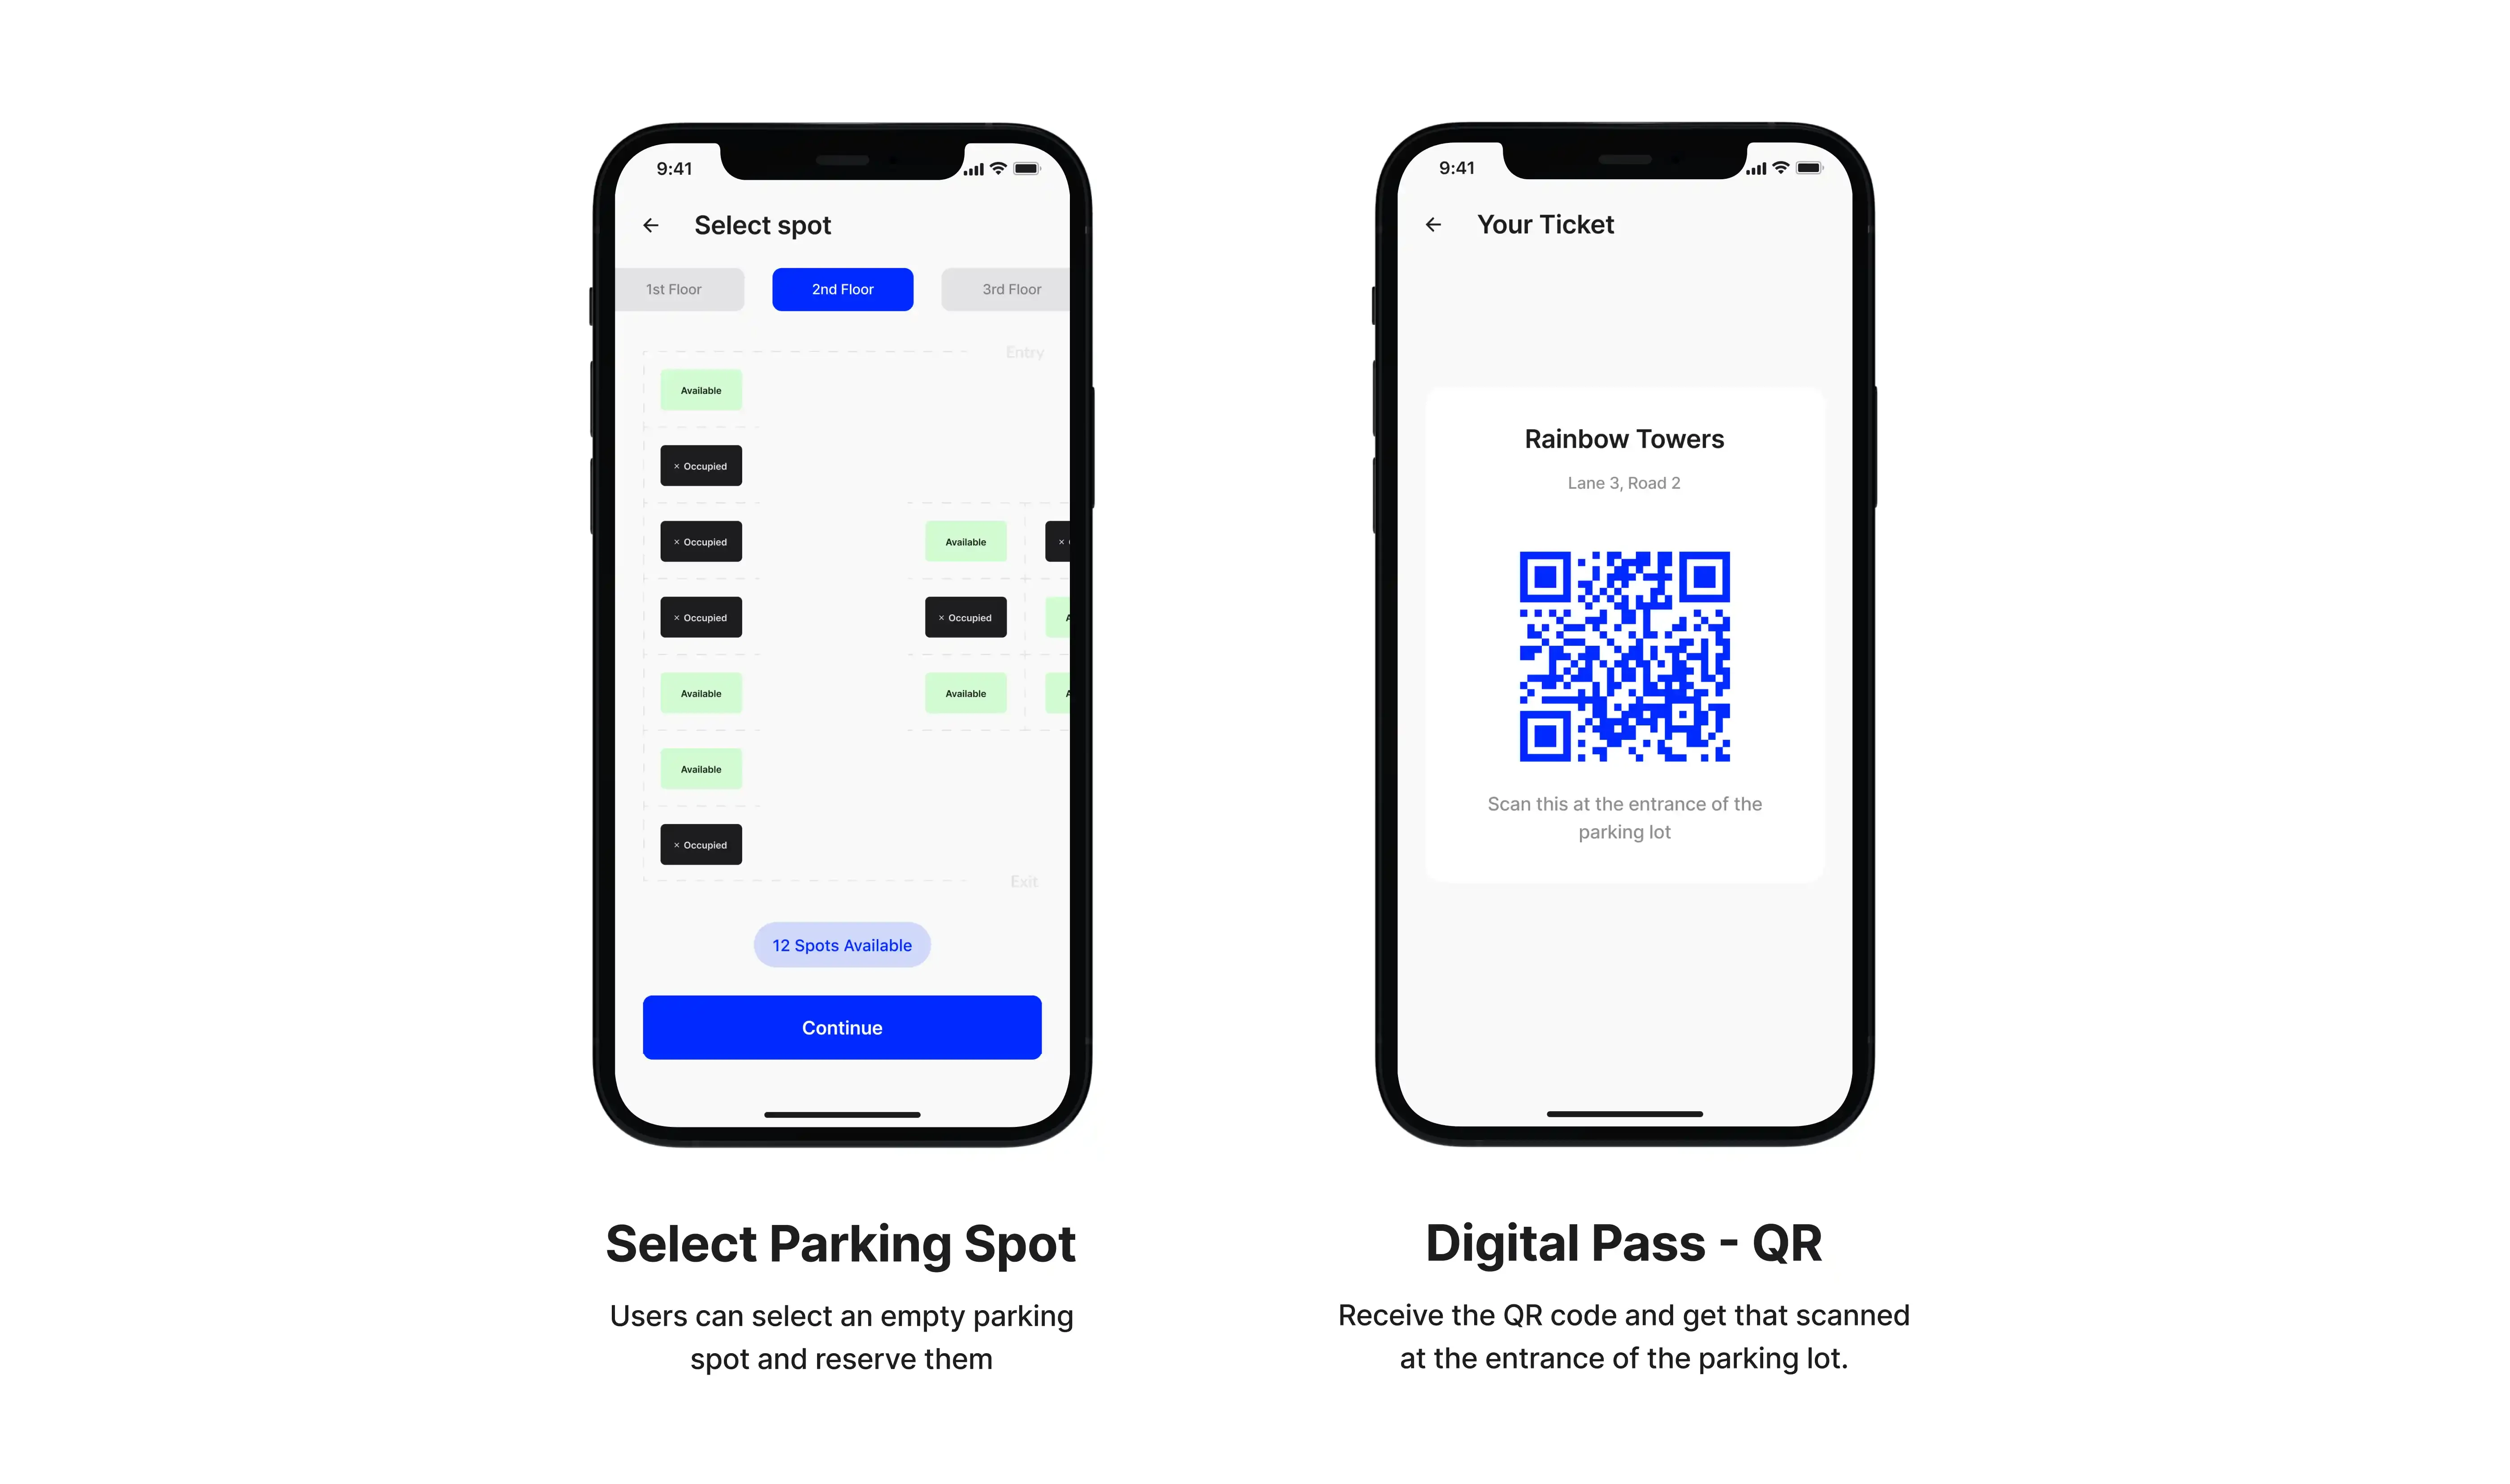 9:41
Select spot
1st Floor
2nd Floor
3rd Floor
Entry
Available
× Occupied
× Occupied
Available
×
× Occupied
× Occupied
A
Available
Available
A
Available
× Occupied
Exit
12 Spots Available
Continue
Select Parking Spot
Users can select an empty parking
spot and reserve them
9:41
Your Ticket
Rainbow Towers
Lane 3, Road 2
Scan this at the entrance of the
parking lot
Digital Pass - QR
Receive the QR code and get that scanned
at the entrance of the parking lot.